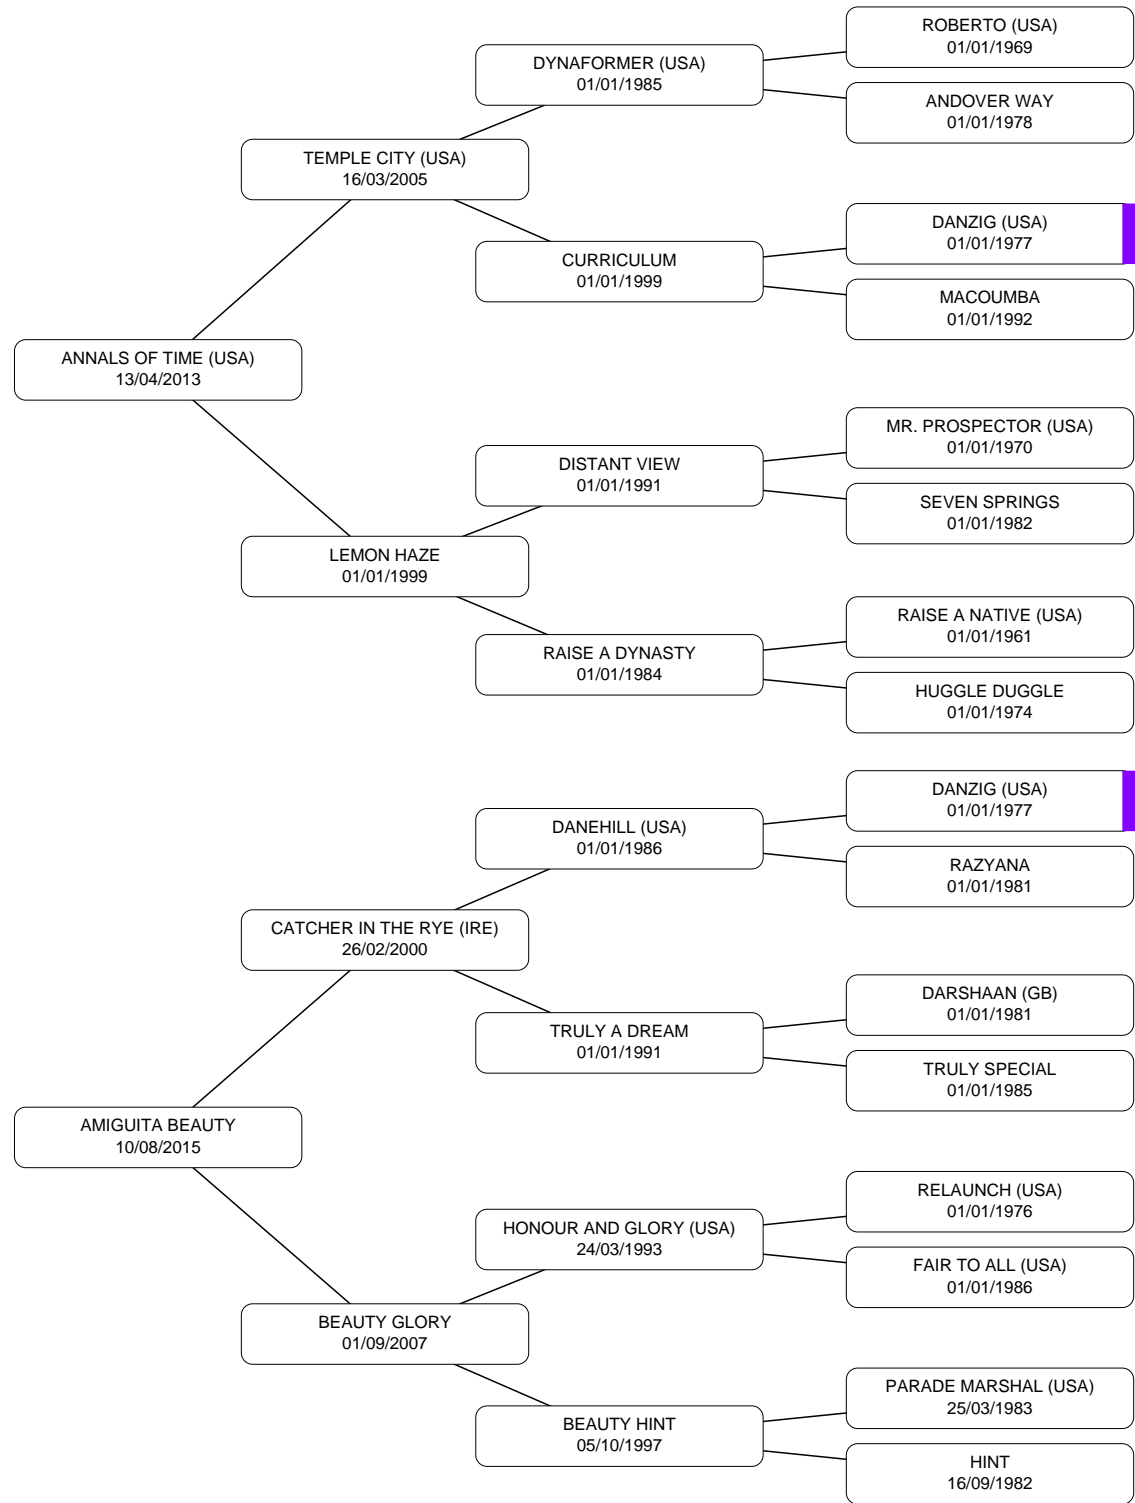 ROBERTO (USA)
01/01/1969
DYNAFORMER (USA)
01/01/1985
ANDOVER WAY
01/01/1978
TEMPLE CITY (USA)
16/03/2005
DANZIG (USA)
01/01/1977
CURRICULUM
01/01/1999
MACOUMBA
01/01/1992
ANNALS OF TIME (USA)
13/04/2013
MR. PROSPECTOR (USA)
01/01/1970
DISTANT VIEW
01/01/1991
SEVEN SPRINGS
01/01/1982
LEMON HAZE
01/01/1999
RAISE A NATIVE (USA)
01/01/1961
RAISE A DYNASTY
01/01/1984
HUGGLE DUGGLE
01/01/1974
DANZIG (USA)
01/01/1977
DANEHILL (USA)
01/01/1986
RAZYANA
01/01/1981
CATCHER IN THE RYE (IRE)
26/02/2000
DARSHAAN (GB)
01/01/1981
TRULY A DREAM
01/01/1991
TRULY SPECIAL
01/01/1985
AMIGUITA BEAUTY
10/08/2015
RELAUNCH (USA)
01/01/1976
HONOUR AND GLORY (USA)
24/03/1993
FAIR TO ALL (USA)
01/01/1986
BEAUTY GLORY
01/09/2007
PARADE MARSHAL (USA)
25/03/1983
BEAUTY HINT
05/10/1997
HINT
16/09/1982